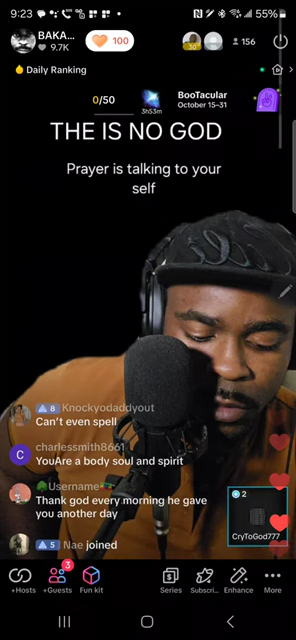 9:23
55%
BAKA...
9.7K
100
30
156
Daily Ranking
0/50
3h53m
BooTacular
October 15–31
THE IS NO GOD
Prayer is talking to your
self
8 Knockyodaddyout
Can't even spell
C
charlessmith8661
YouAre a body soul and spirit
Username
Thank god every morning he gave
you another day
2
CryToGod777
5 Nae joined
3
+Hosts
+Guests
Fun kit
Series
Subscri...
Enhance
More